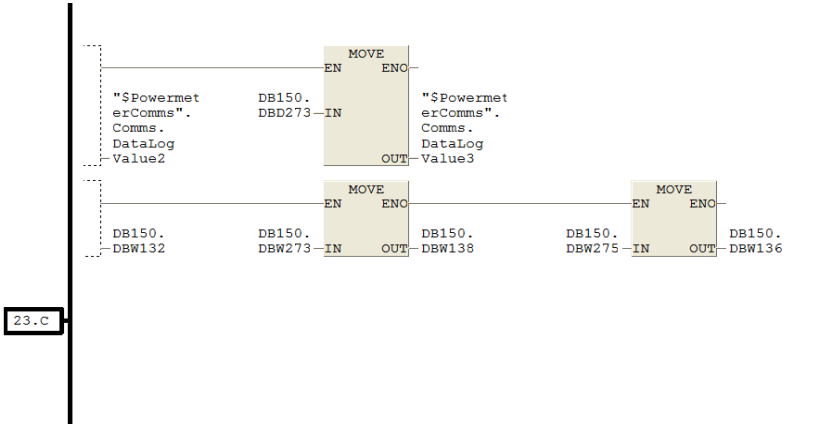 MOVE
EN ENO
"$Powermet
erComms".
Comms.
DataLog
Value2
DB150.
DBD273
IN
"$Powermet
erComms".
Comms.
DataLog
OUT Value3
MOVE
EN ENO
MOVE
EN ENO
DB150.
DBW132
DB150.
DBW273 IN
OUT
DB150.
DBW138
DB150.
DBW275 IN
OUT
DB150.
DBW136
23.C